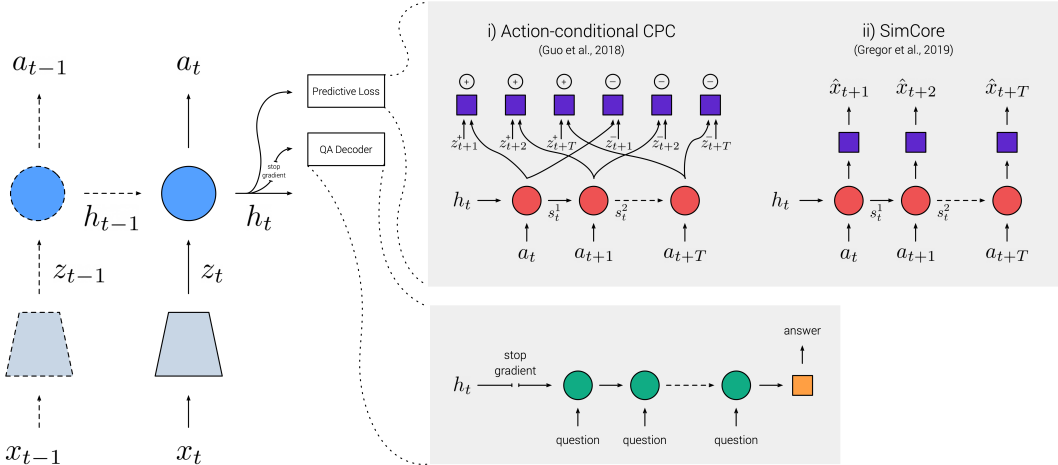 a_{t-1}
a_t
h_{t-1}
h_t
z_{t-1}
z_t
x_{t-1}
x_t
Predictive Loss
QA Decoder
stop
gradient
i) Action-conditional CPC
(Guo et al., 2018)
+ + + − − −
z^+_{t+1} z^+_{t+2} z^+_{t+T} z^-_{t+1} z^-_{t+2} z^-_{t+T}
h_t
s^1_t s^2_t
a_t a_{t+1} a_{t+T}
ii) SimCore
(Gregor et al., 2019)
x̂_{t+1} x̂_{t+2} x̂_{t+T}
h_t
s^1_t s^2_t
a_t a_{t+1} a_{t+T}
answer
stop
gradient
h_t
question question question